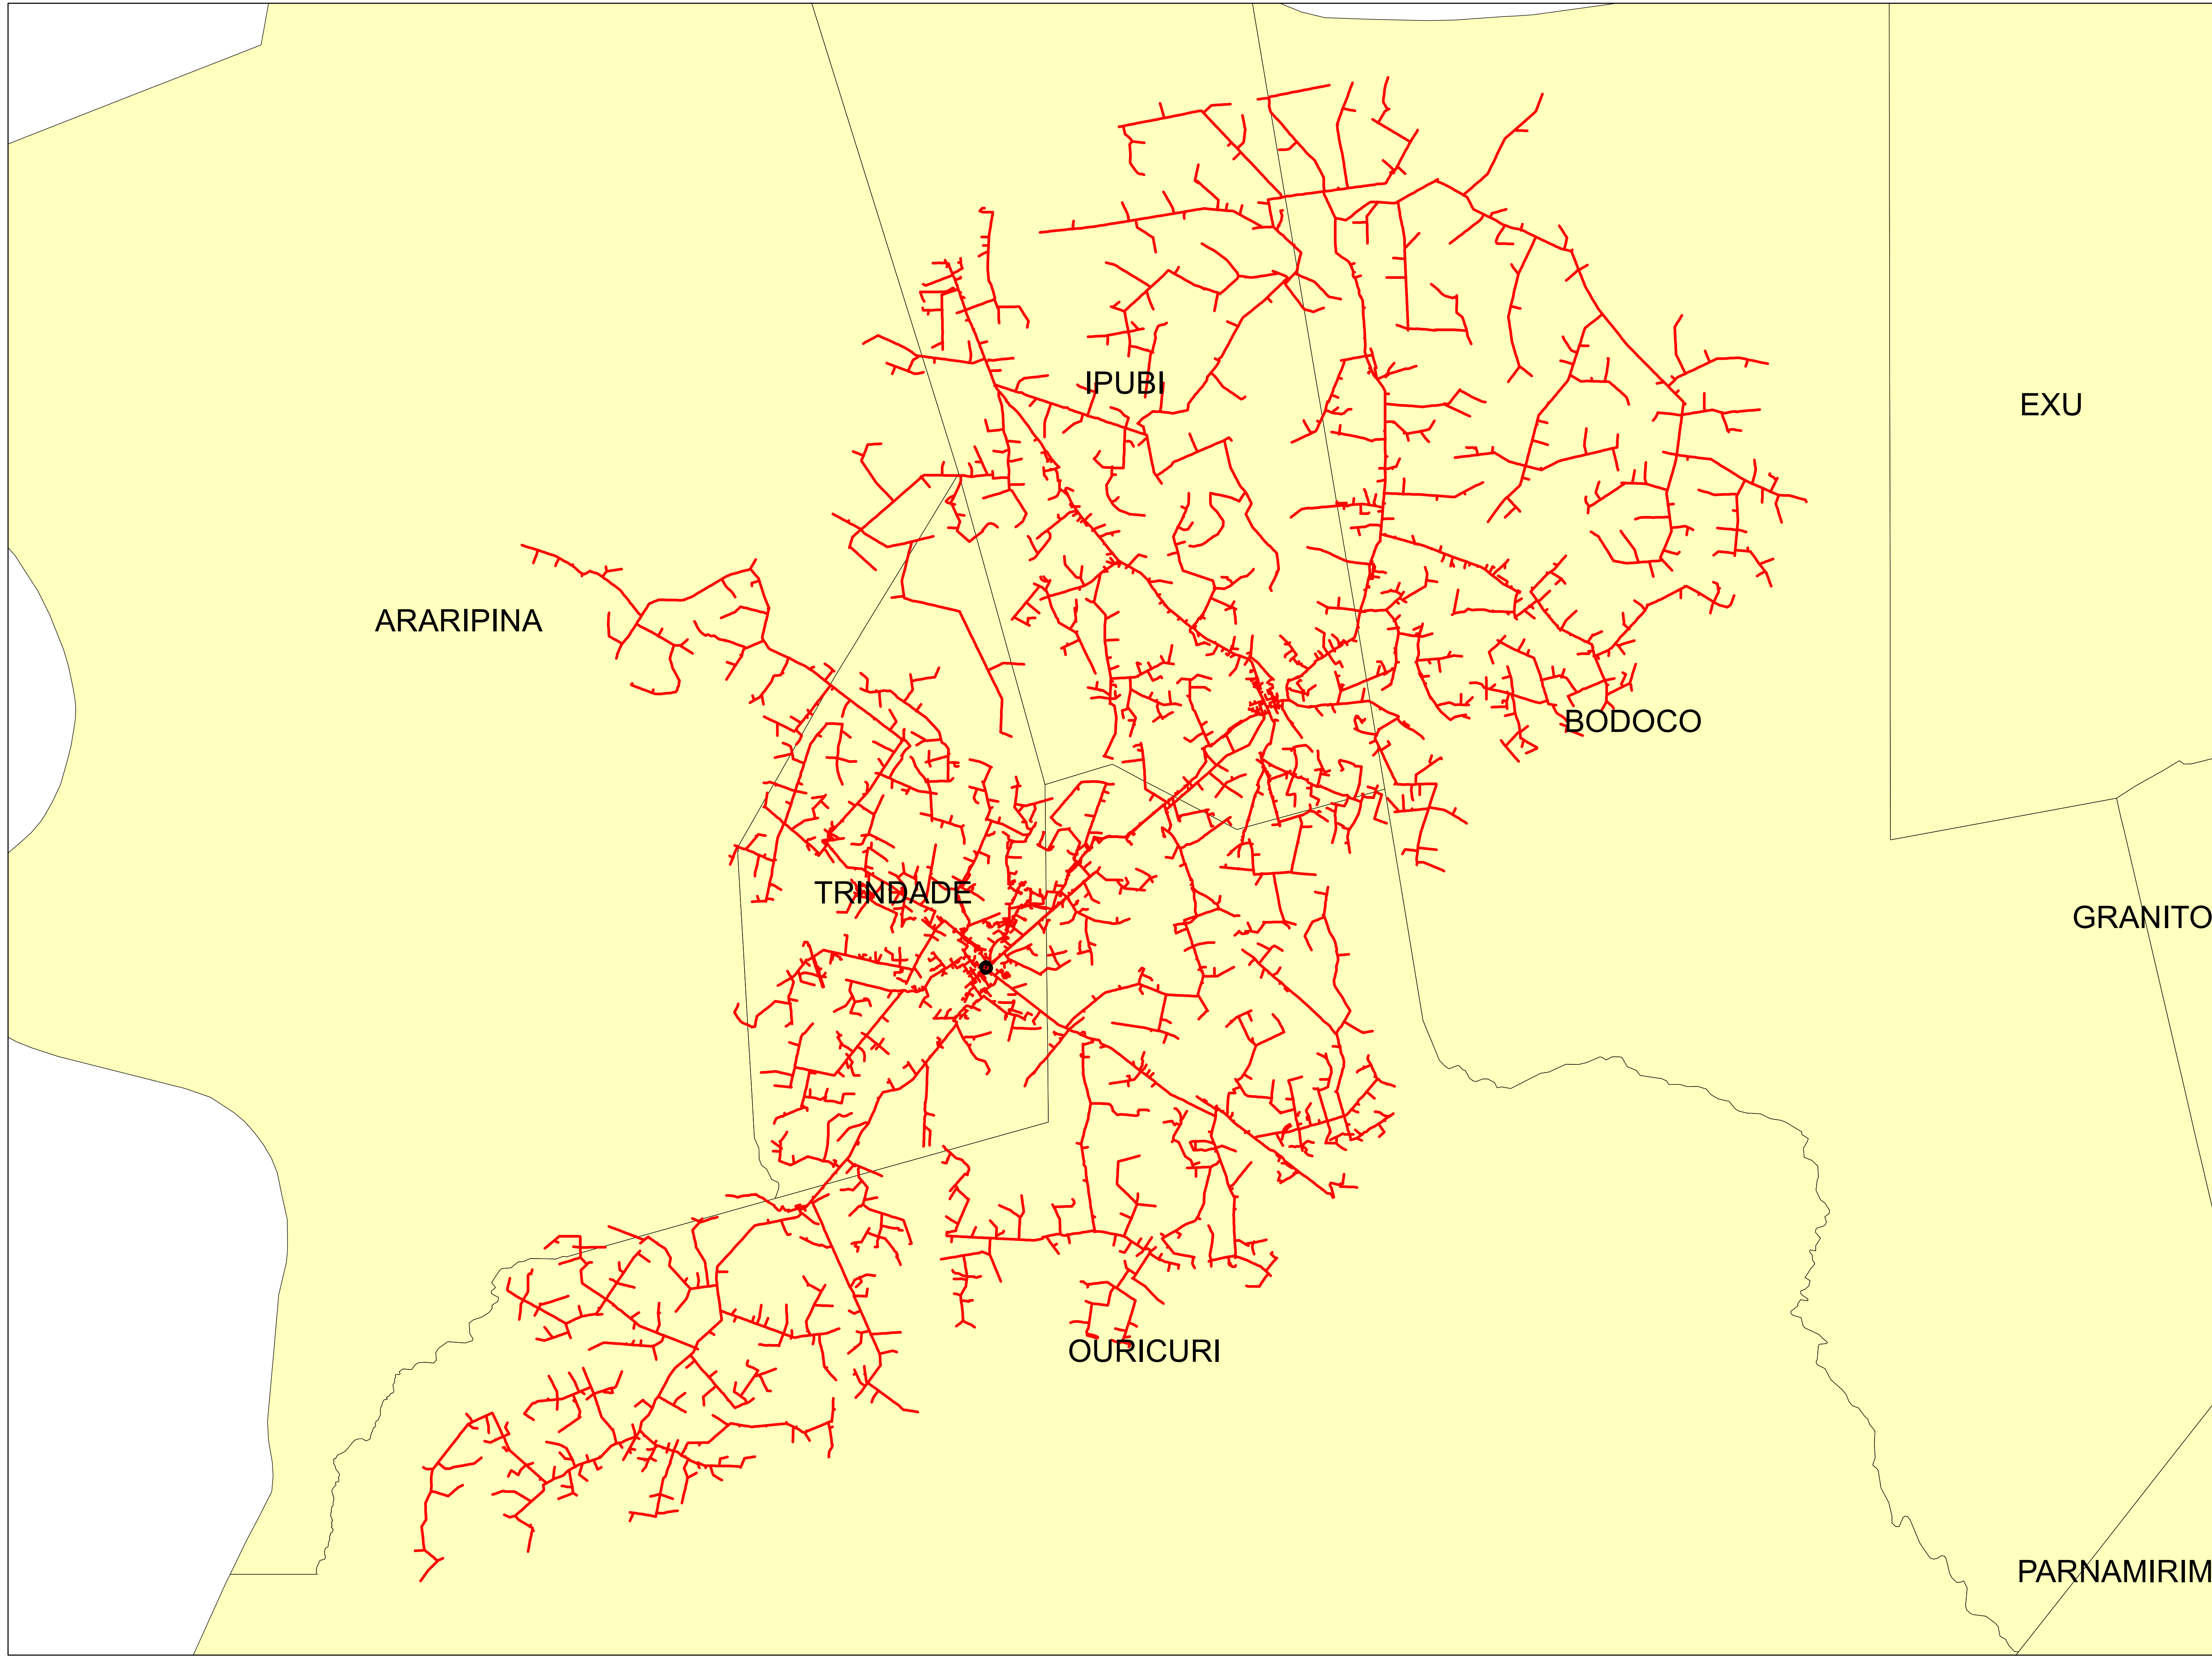 IPUBI
EXU
ARARIPINA
BODOCO
TRINDADE
GRANITO
OURICURI
PARNAMIRIM